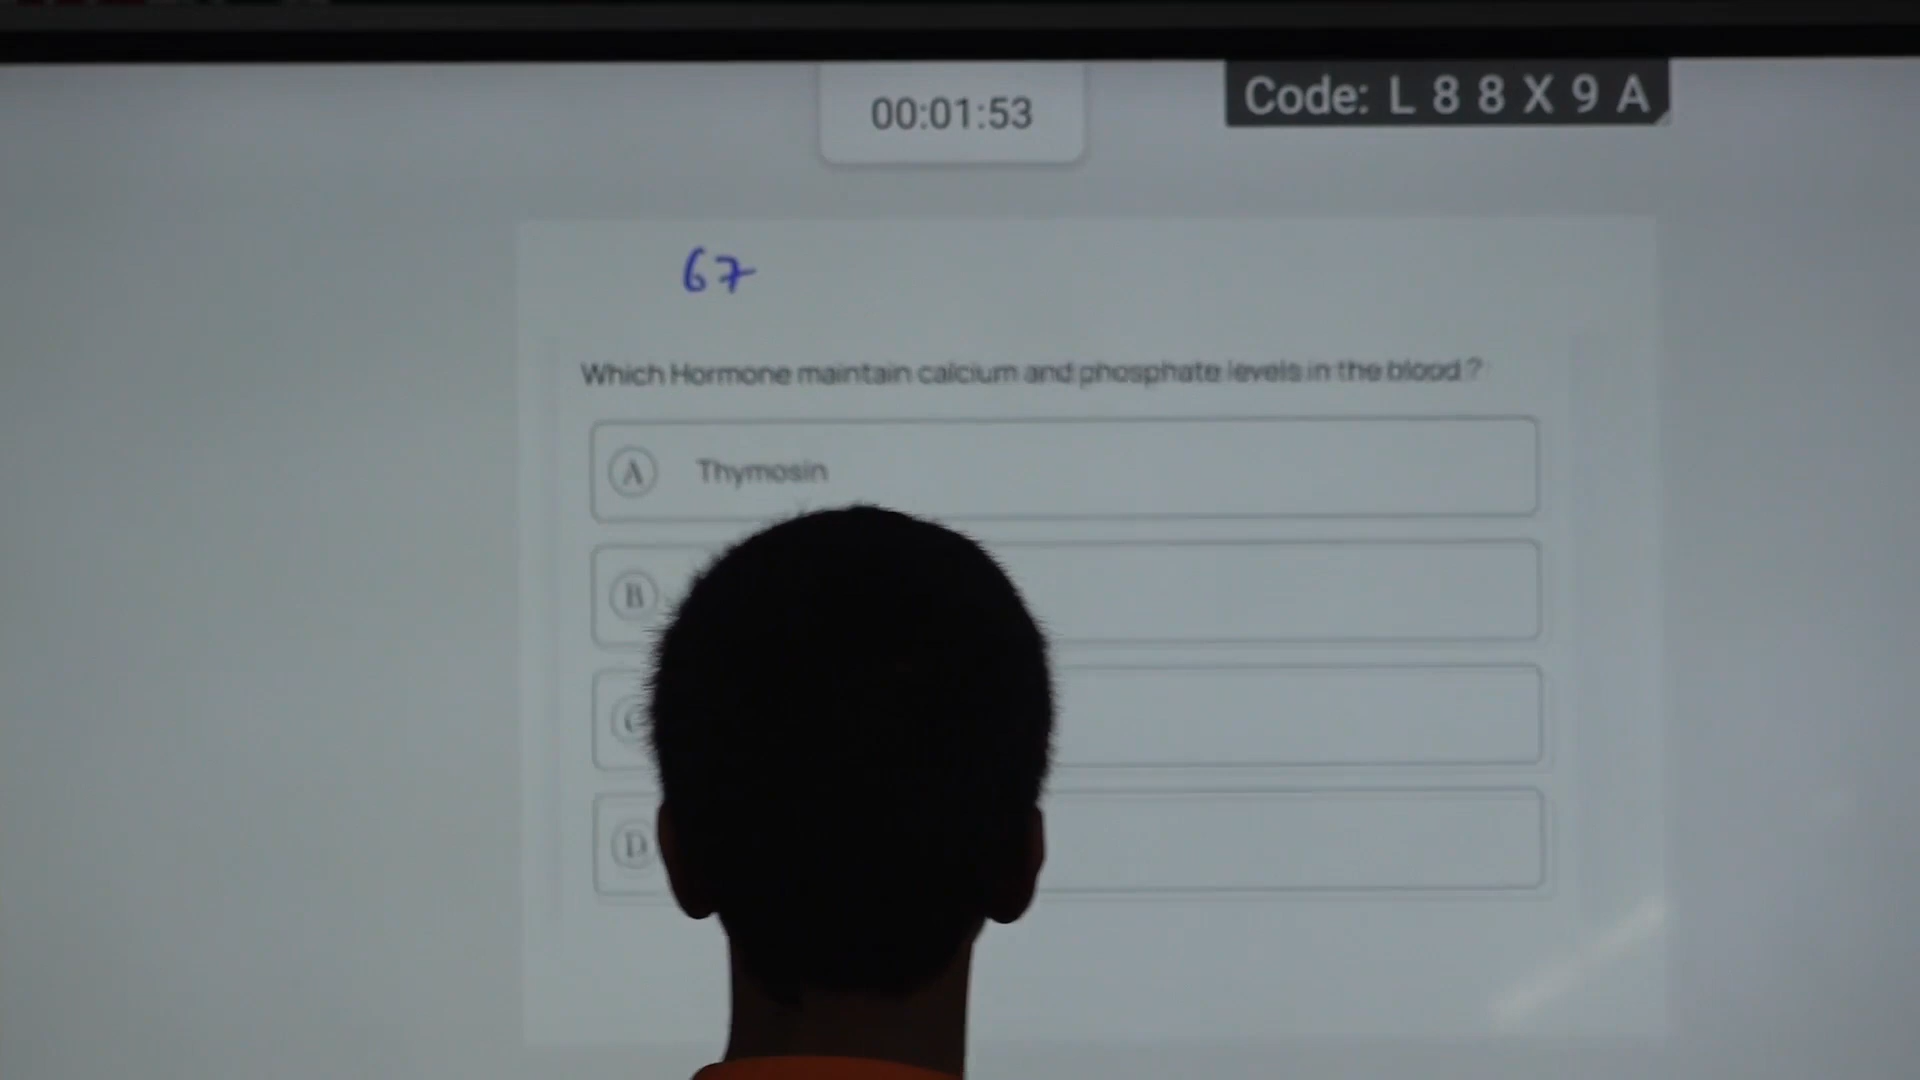 00:01:53
Code: L 8 8 X 9 A
67
Which Hormone maintain calcium and phosphate levels in the blood ?
A Thymosin
B
C
D